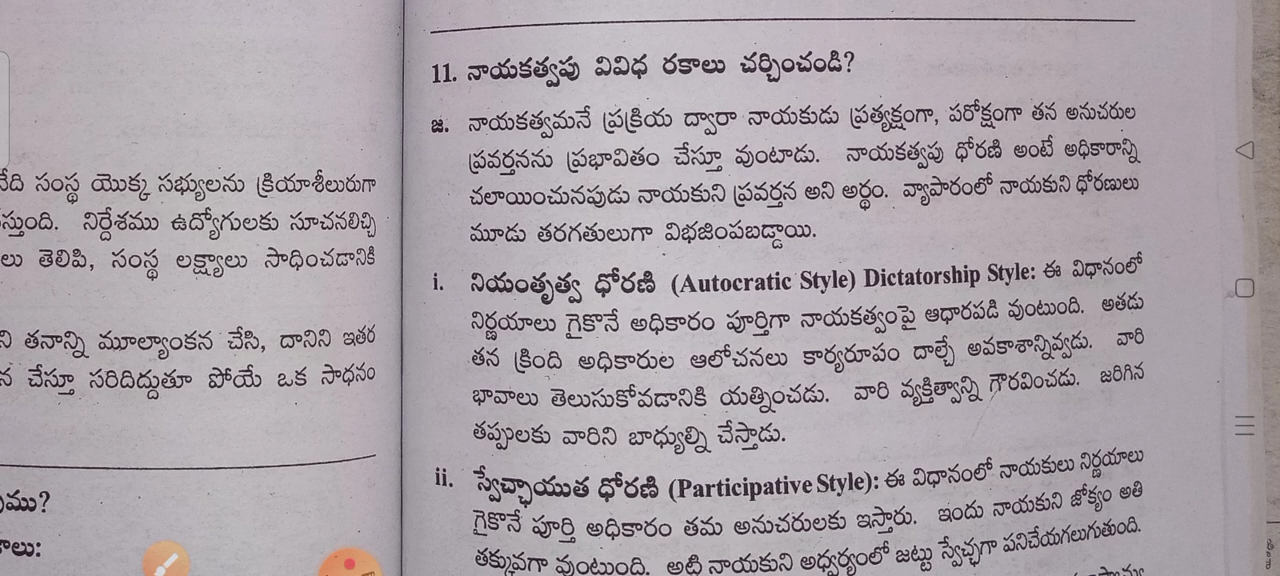 సంస్థ యొక్క సభ్యులను క్రియాశీలురుగా
స్తుంది. నిర్దేశము ఉద్యోగులకు సూచనలిచ్చి
లు తెలిపి, సంస్థ లక్ష్యాలు సాధించడానికి
ని తనాన్ని మూల్యాంకన చేసి, దానిని ఇతర
న చేస్తూ సరిదిద్దుతూ పోయే ఒక సాధనం
ము?
లు:
11. నాయకత్వపు వివిధ రకాలు చర్చించండి?
జ. నాయకత్వమనే ప్రక్రియ ద్వారా నాయకుడు ప్రత్యక్షంగా, పరోక్షంగా తన అనుచరుల
ప్రవర్తనను ప్రభావితం చేస్తూ వుంటాడు. నాయకత్వపు ధోరణి అంటే అధికారాన్ని
చలాయించునపుడు నాయకుని ప్రవర్తన అని అర్థం. వ్యాపారంలో నాయకుని ధోరణులు
మూడు తరగతులుగా విభజింపబడ్డాయి.
i. నియంతృత్వ ధోరణి (Autocratic Style) Dictatorship Style: ఈ విధానంలో
నిర్ణయాలు గైకొనే అధికారం పూర్తిగా నాయకత్వంపై ఆధారపడి వుంటుంది. అతడు
తన క్రింది అధికారుల ఆలోచనలు కార్యరూపం దాల్చే అవకాశాన్నివ్వడు. వారి
భావాలు తెలుసుకోవడానికి యత్నించడు. వారి వ్యక్తిత్వాన్ని గౌరవించడు. జరిగిన
తప్పులకు వారిని బాధ్యుల్ని చేస్తాడు.
ii. స్వేచ్ఛాయుత ధోరణి (Participative Style): ఈ విధానంలో నాయకులు నిర్ణయాలు
గైకొనే పూర్తి అధికారం తమ అనుచరులకు ఇస్తారు. ఇందు నాయకుని జోక్యం అతి
తక్కువగా వుంటుంది. అటి నాయకుని అధ్వర్యంలో జట్టు స్వేచ్ఛగా పనిచేయగలుగుతుంది.